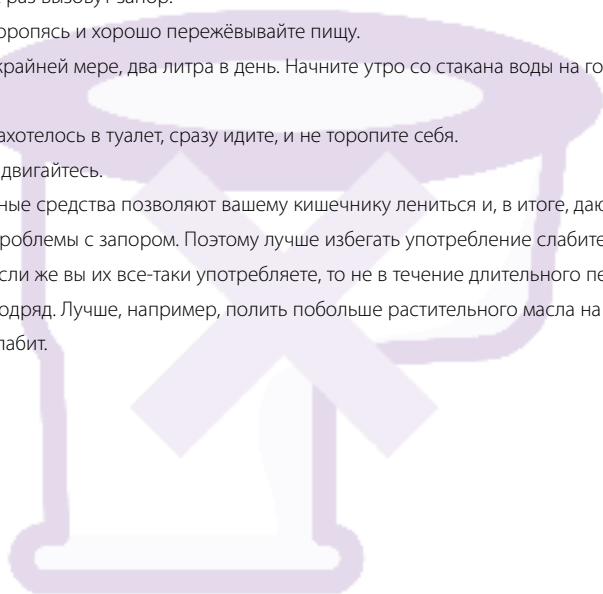 раз вызовут запор.
оропясь и хорошо пережёвывайте пищу.
крайней мере, два литра в день. Начните утро со стакана воды на го
ахотелось в туалет, сразу идите, и не торопите себя.
двигайтесь.
ные средства позволяют вашему кишечнику лениться и, в итоге, даю
роблемы с запором. Поэтому лучше избегать употребление слабите
сли же вы их все-таки употребляете, то не в течение длительного пе
одряд. Лучше, например, полить побольше растительного масла на
лабит.